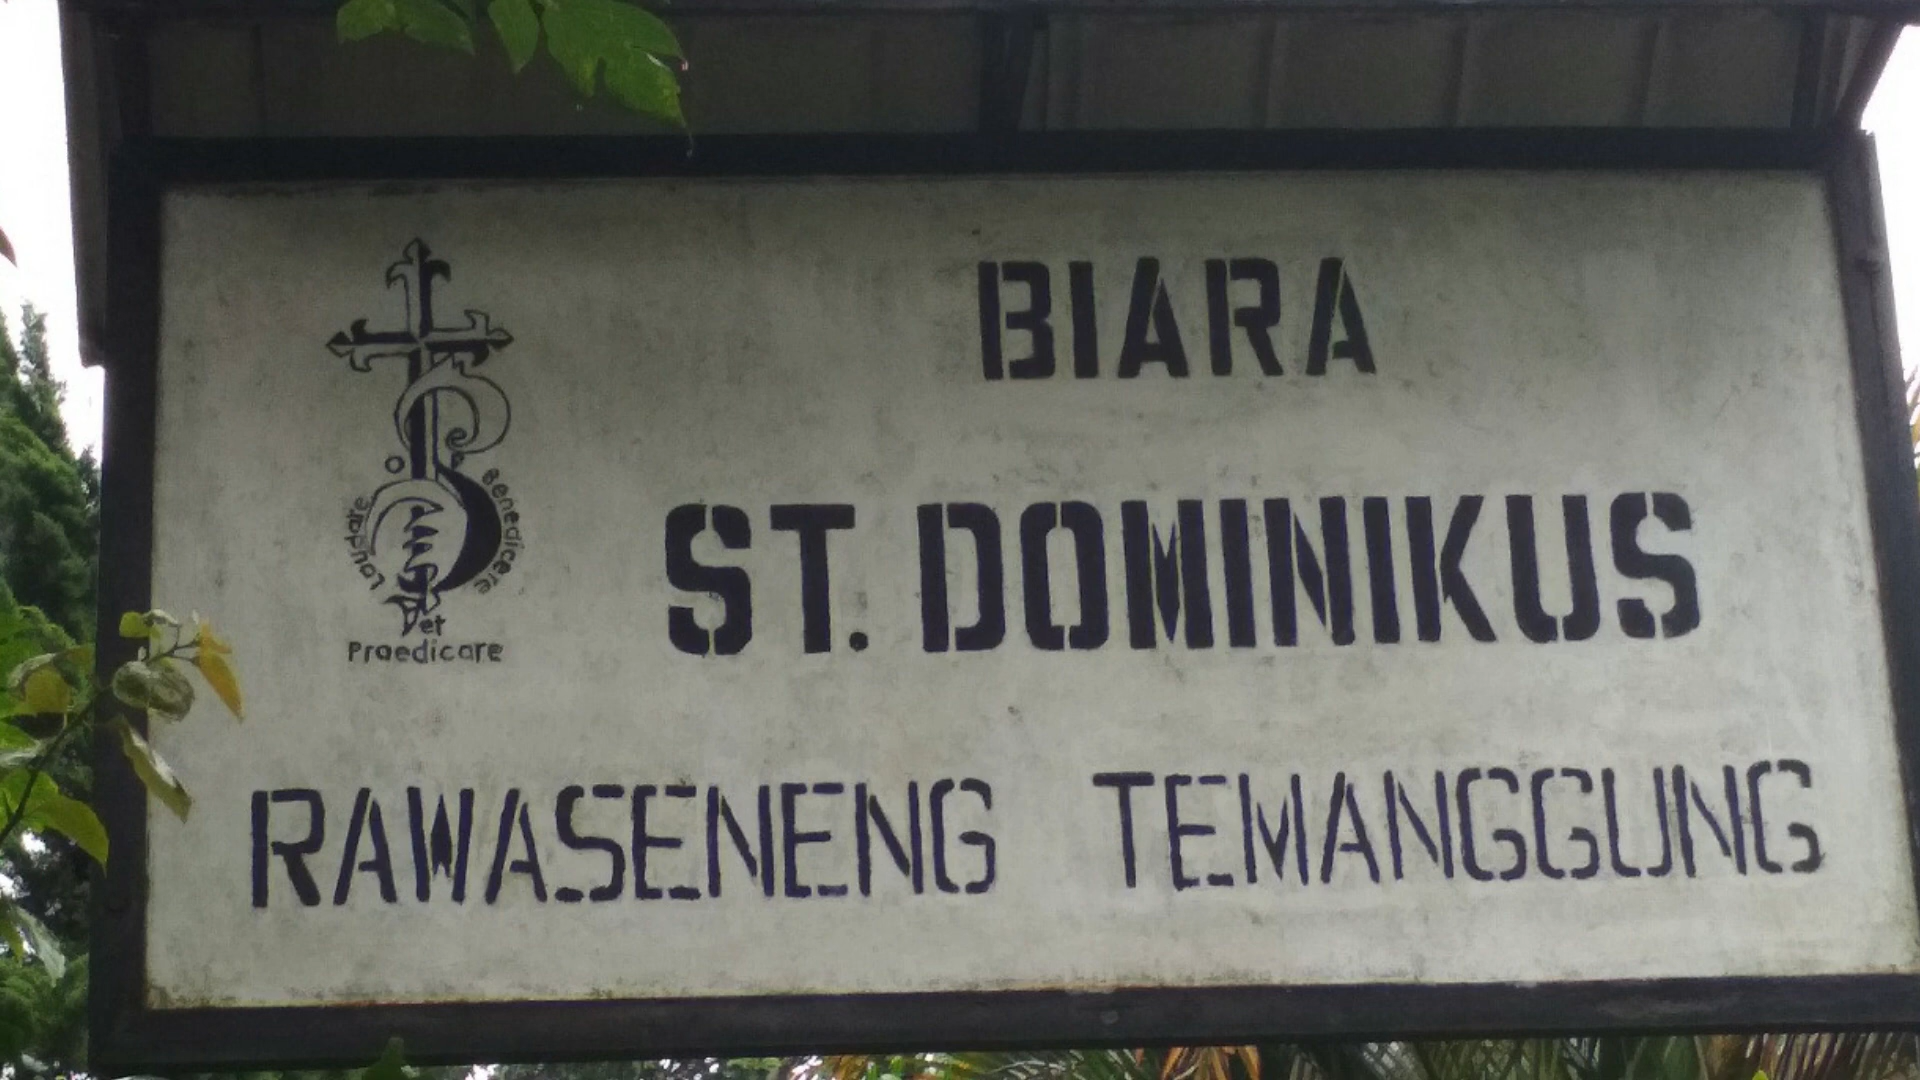 BIARA
ST. DOMINIKUS
Laudare
Benedicere
et
Praedicare
RAWASENENG TEMANGGUNG